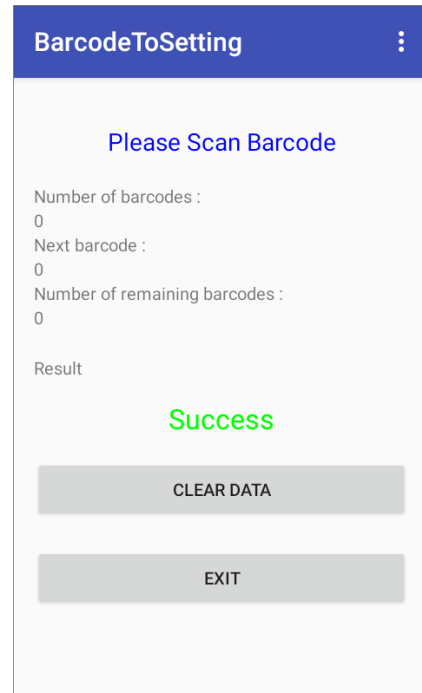 BarcodeToSetting
Please Scan Barcode
Number of barcodes :
0
Next barcode :
0
Number of remaining barcodes :
0
Result
Success
CLEAR DATA
EXIT